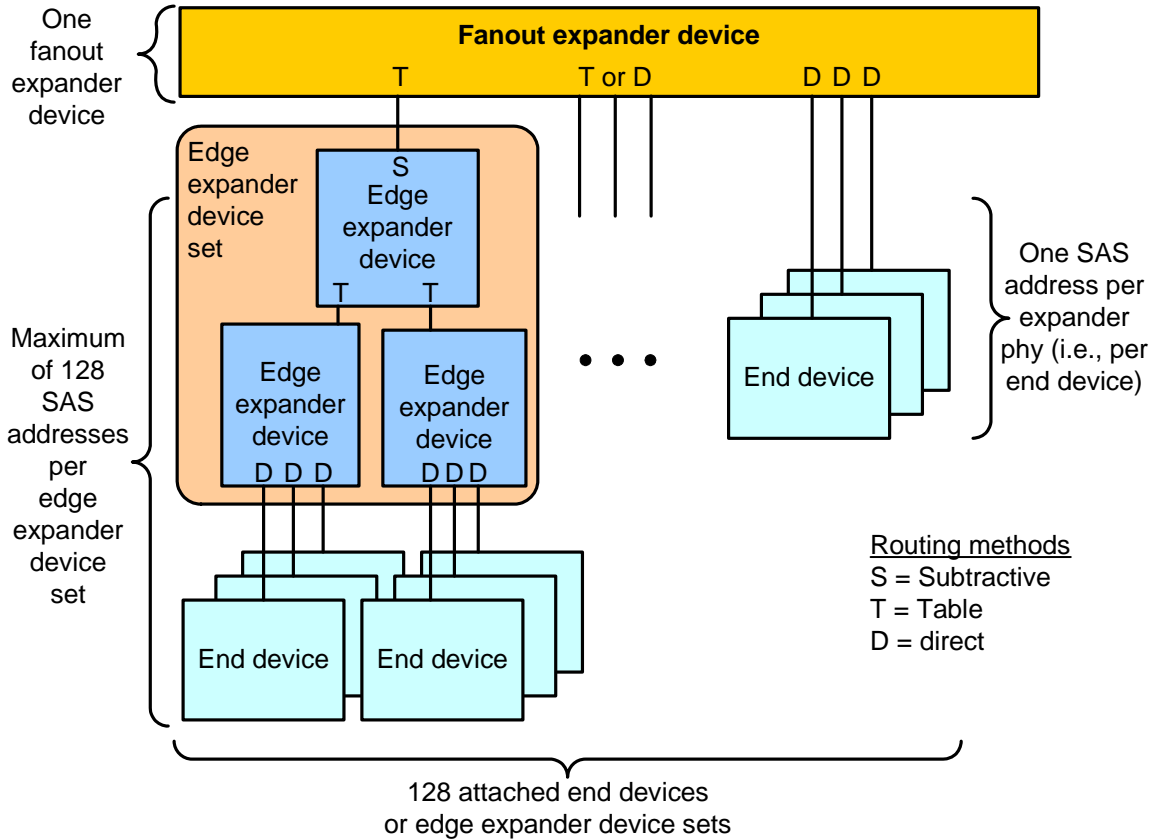 One
fanout
expander
device
Fanout expander device
T
T or D
D D D
Edge
expander
device
set
S
Edge
expander
device
T
T
Edge
expander
device
D D D
Edge
expander
device
D D D
Maximum
of 128
SAS
addresses
per
edge
expander
device
set
End device
End device
End device
One SAS
address per
expander
phy (i.e., per
end device)
Routing methods
S = Subtractive
T = Table
D = direct
128 attached end devices
or edge expander device sets